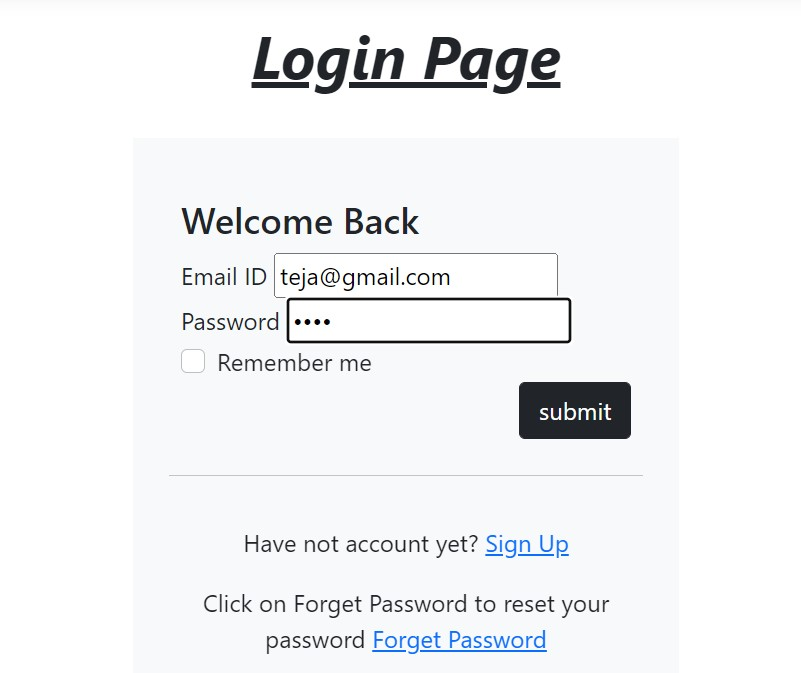 Login Page
Welcome Back
Email ID teja@gmail.com
Password ••••
Remember me
submit
Have not account yet? Sign Up
Click on Forget Password to reset your
password Forget Password